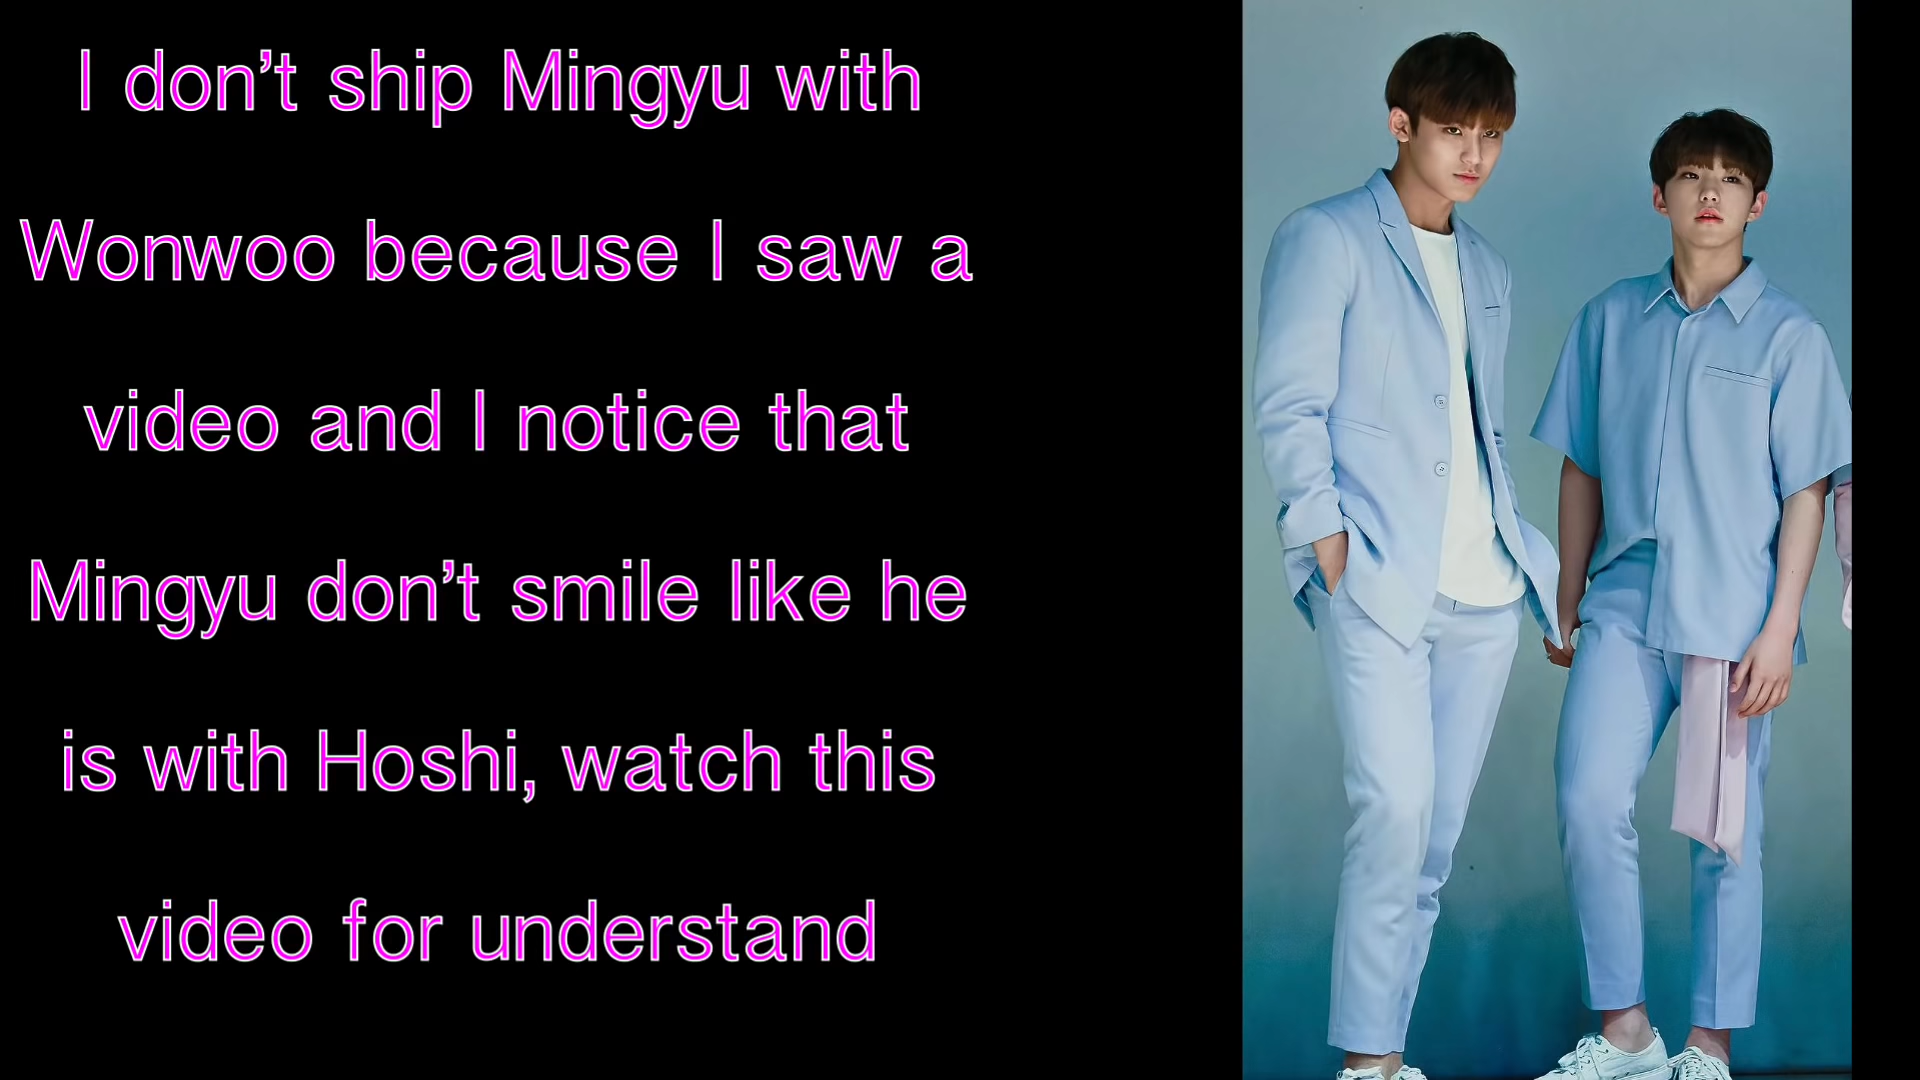 I don’t ship Mingyu with
Wonwoo because I saw a
video and I notice that
Mingyu don’t smile like he
is with Hoshi, watch this
video for understand